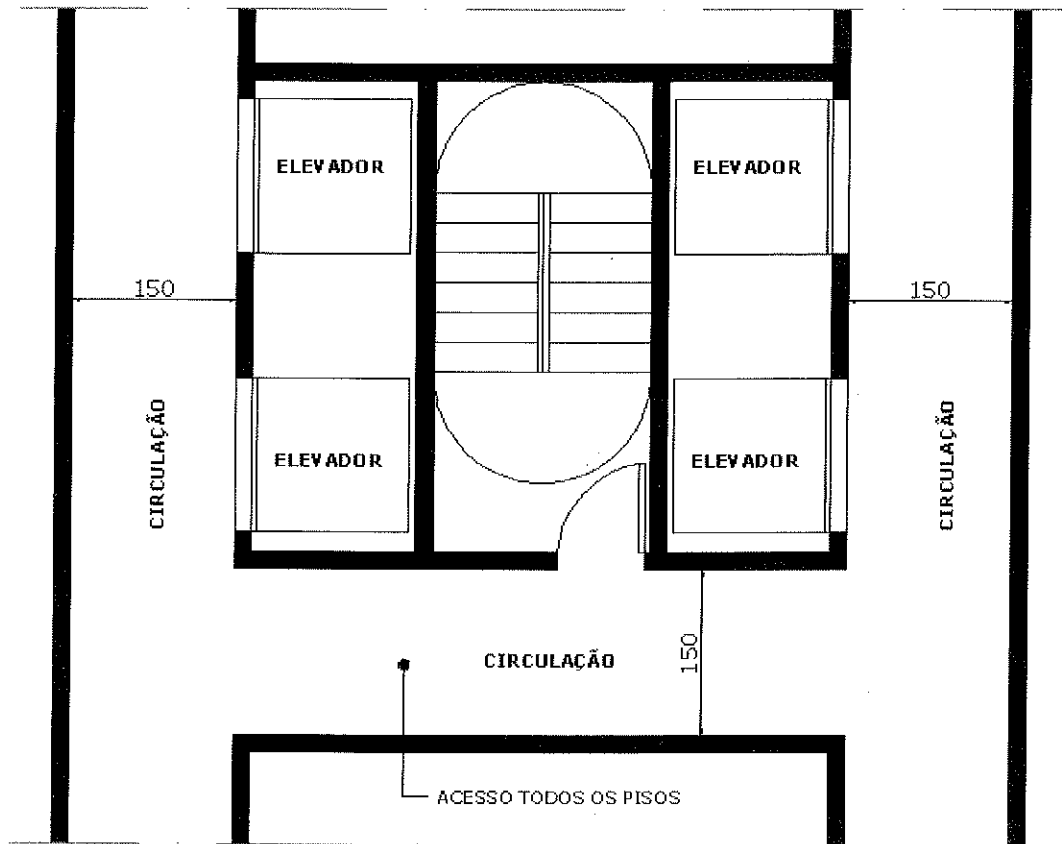 ELEVADOR
ELEVADOR
150
150
CIRCULAÇÃO
CIRCULAÇÃO
ELEVADOR
ELEVADOR
CIRCULAÇÃO
150
ACESSO TODOS OS PISOS